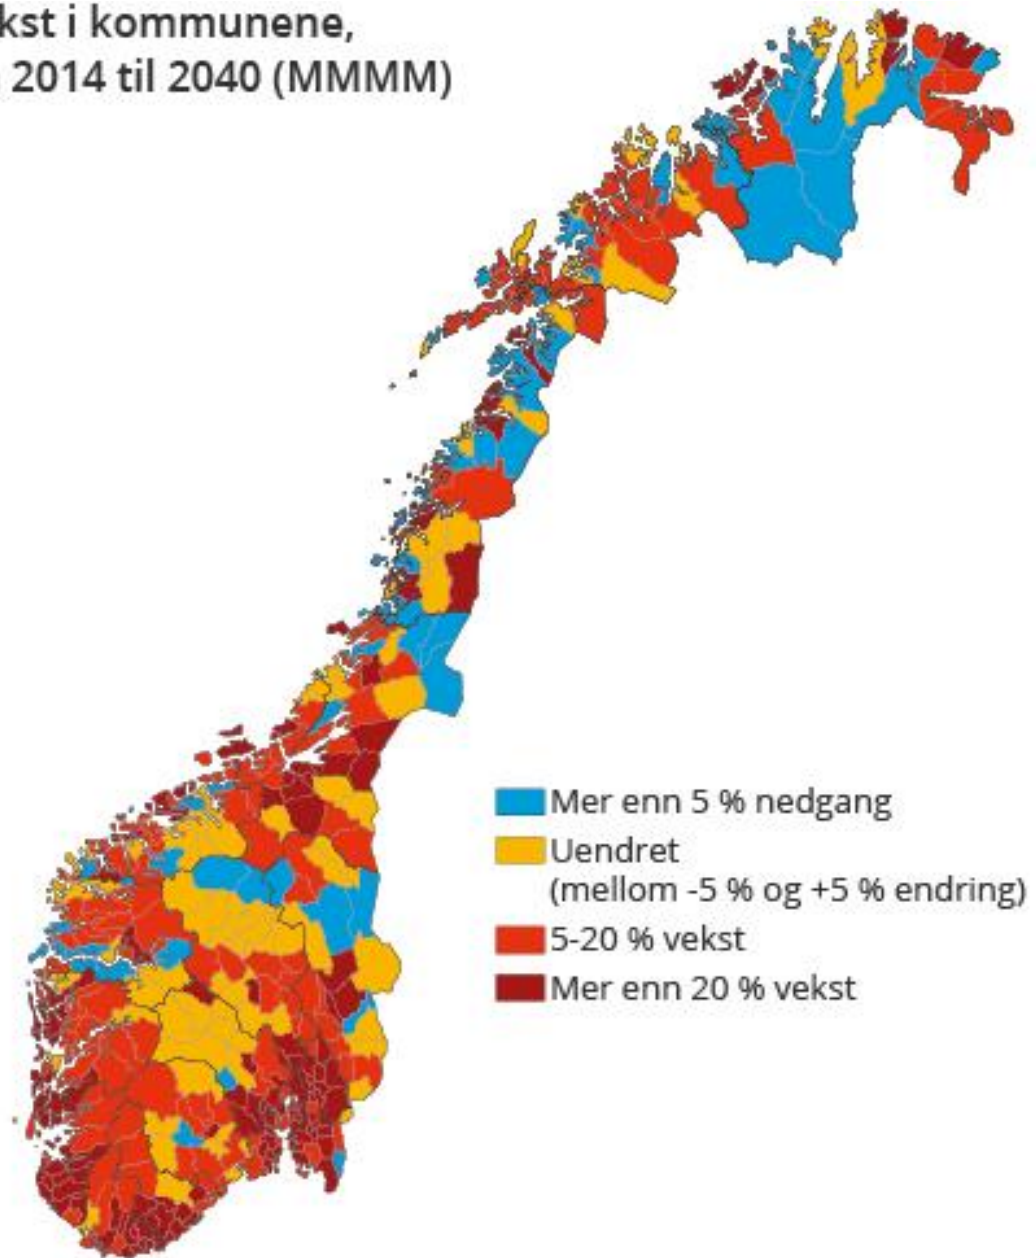 kst i kommunene,
2014 til 2040 (MMMM)
Mer enn 5 % nedgang
Uendret
(mellom -5 % og +5 % endring)
5-20 % vekst
Mer enn 20 % vekst